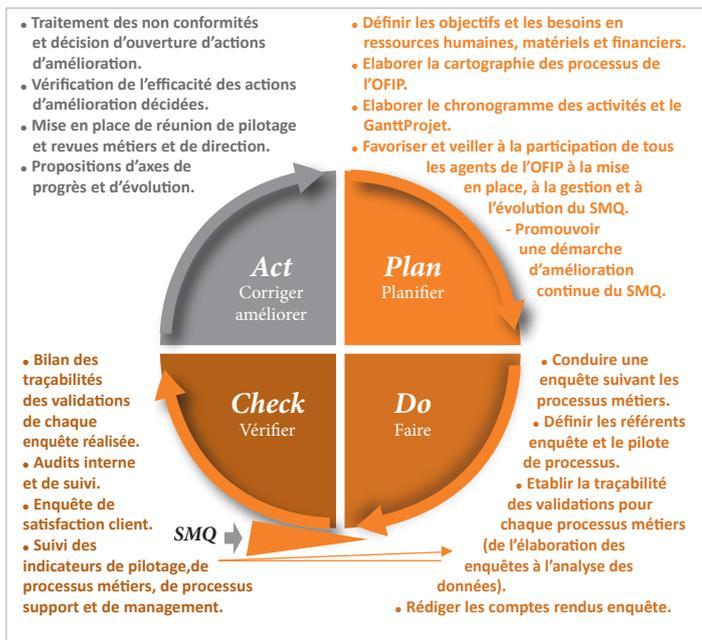 • Traitement des non conformités
et décision d'ouverture d'actions
d'amélioration.
• Vérification de l'efficacité des actions
d'amélioration décidées.
• Mise en place de réunion de pilotage
et revues métiers et de direction.
• Propositions d'axes de
progrès et d'évolution.
• Définir les objectifs et les besoins en
ressources humaines, matériels et financiers.
• Elaborer la cartographie des processus de
l'OFIP.
• Elaborer le chronogramme des activités et le
GanttProjet.
• Favoriser et veiller à la participation de tous
les agents de l'OFIP à la mise
en place, à la gestion et à
l'évolution du SMQ.
- Promouvoir
une démarche
d'amélioration
continue du SMQ.
Act
Corriger
améliorer
Plan
Planifier
Check
Vérifier
Do
Faire
• Bilan des
traçabilités
des validations
de chaque
enquête réalisée.
• Audits interne
et de suivi.
• Enquête de
satisfaction client.
• Suivi des
indicateurs de pilotage,de
processus métiers, de processus
support et de management.
SMQ
• Conduire une
enquête suivant les
processus métiers.
• Définir les référents
enquête et le pilote
de processus.
• Etablir la traçabilité
des validations pour
chaque processus métiers
(de l'élaboration des
enquêtes à l'analyse des
données).
• Rédiger les comptes rendus enquête.